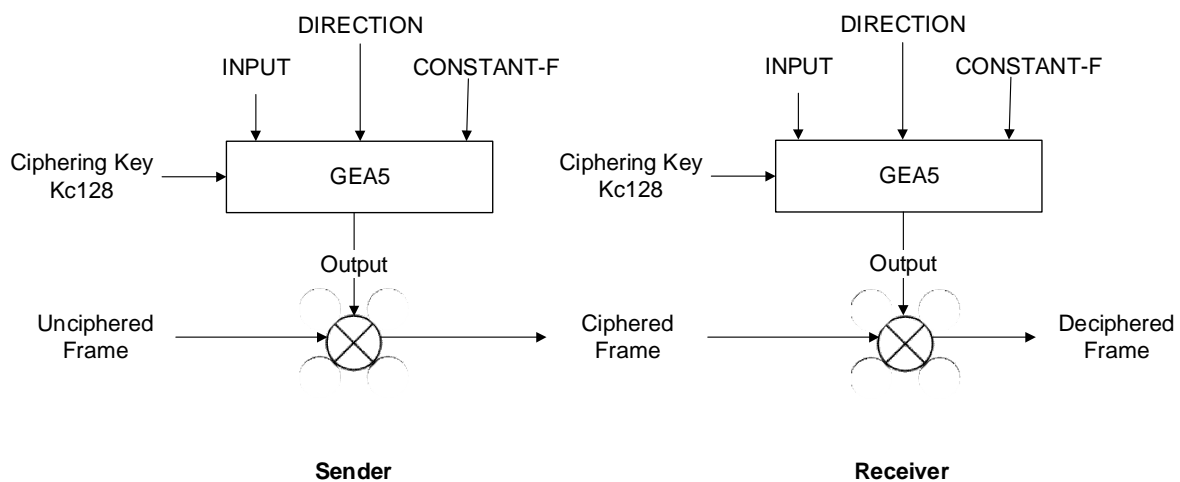 DIRECTION
INPUT
CONSTANT-F
Ciphering Key
Kc128
GEA5
Output
Unciphered
Frame
Sender
DIRECTION
INPUT
CONSTANT-F
Ciphering Key
Kc128
GEA5
Output
Ciphered
Frame
Deciphered
Frame
Receiver